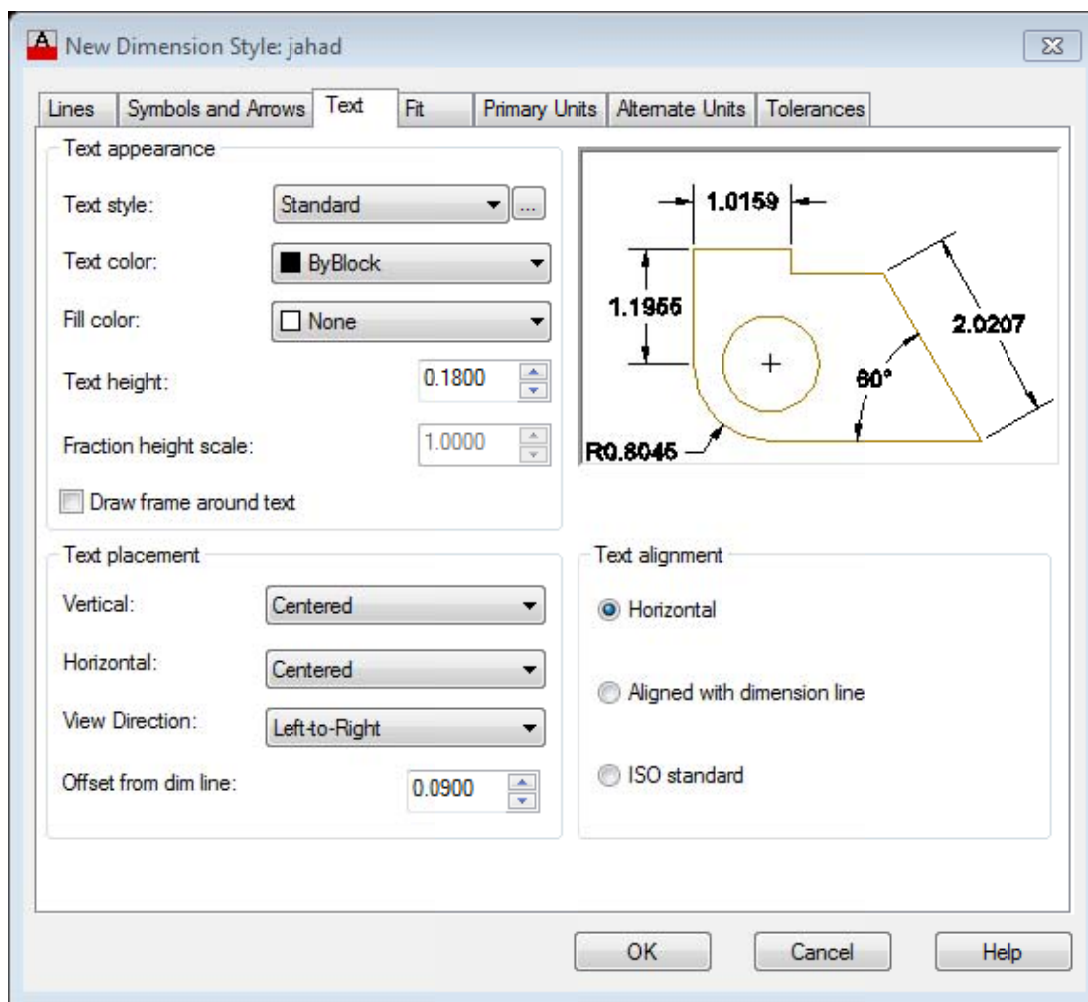 New Dimension Style: jahad
Lines Symbols and Arrows Text Fit Primary Units Alternate Units Tolerances
Text appearance
Text style: Standard ...
Text color: ByBlock
Fill color: None
Text height: 0.1800
Fraction height scale: 1.0000
Draw frame around text
1.0159
1.1955
2.0207
60°
R0.8045
Text placement
Vertical: Centered
Horizontal: Centered
View Direction: Left-to-Right
Offset from dim line: 0.0900
Text alignment
Horizontal
Aligned with dimension line
ISO standard
OK Cancel Help